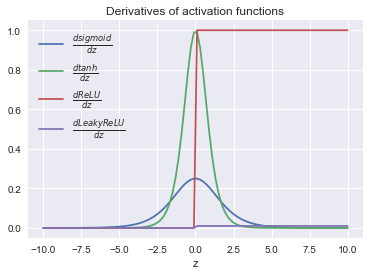 Derivatives of activation functions
dsigmoid
dz
dtanh
dz
dReLU
dz
dLeakyReLU
dz
1.0
0.8
0.6
0.4
0.2
0.0
-10.0 -7.5 -5.0 -2.5 0.0 2.5 5.0 7.5 10.0
z